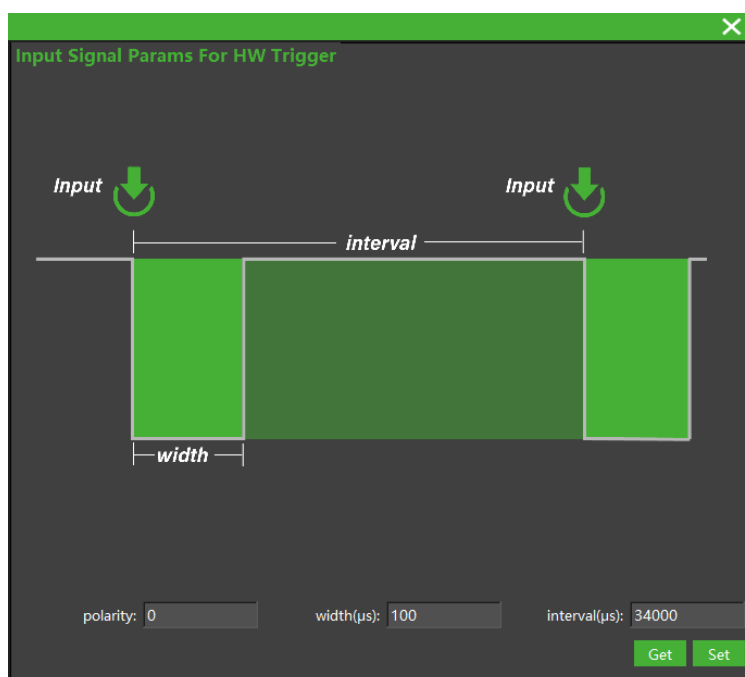 Input Signal Params For HW Trigger
Input Input
interval
width
polarity: 0 width(μs): 100 interval(μs): 34000
Get Set